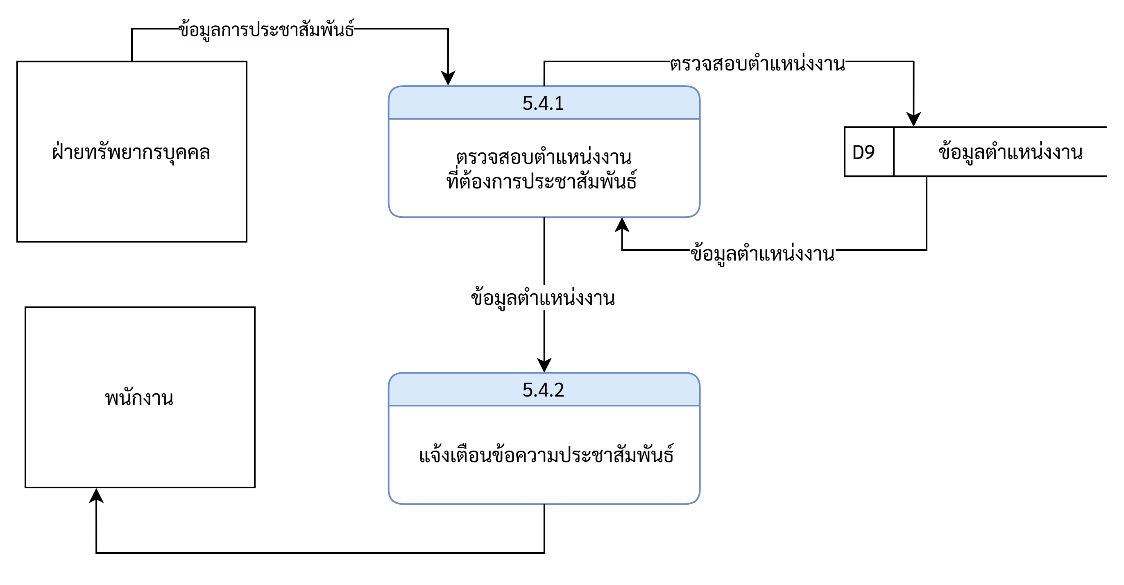 ข้อมูลการประชาสัมพันธ์
ตรวจสอบตำแหน่งงาน
5.4.1
ฝ่ายทรัพยากรบุคคล
ตรวจสอบตำแหน่งงาน
ที่ต้องการประชาสัมพันธ์
D9
ข้อมูลตำแหน่งงาน
ข้อมูลตำแหน่งงาน
ข้อมูลตำแหน่งงาน
5.4.2
พนักงาน
แจ้งเตือนข้อความประชาสัมพันธ์